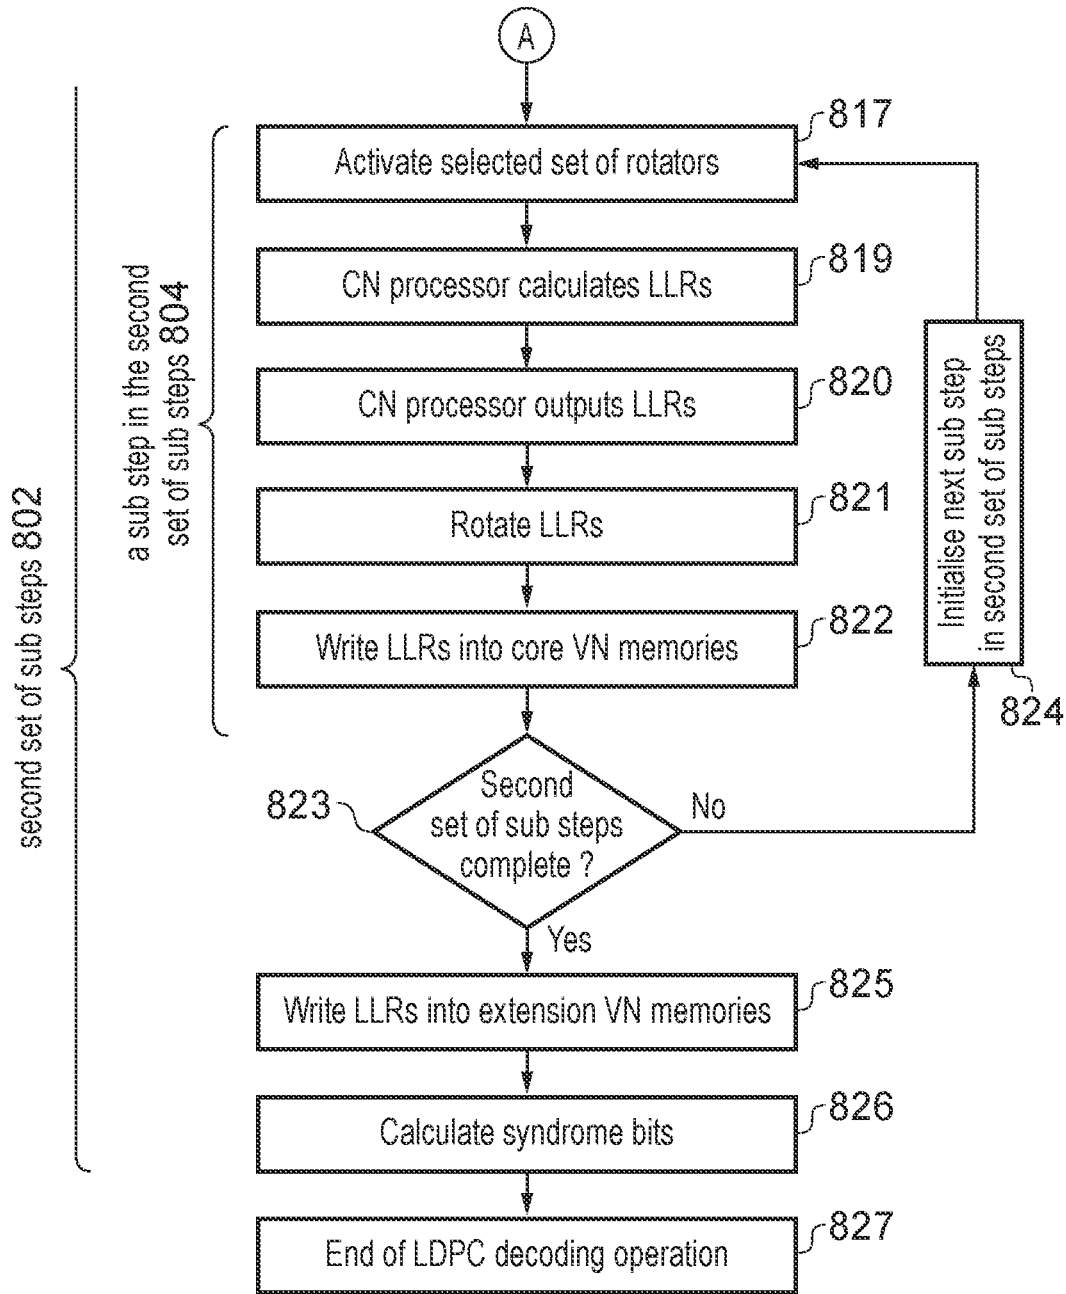 A
817
Activate selected set of rotators
819
CN processor calculates LLRs
820
CN processor outputs LLRs
821
Rotate LLRs
822
Write LLRs into core VN memories
a sub step in the second
set of sub steps 804
second set of sub steps 802
Initialise next sub step
in second set of sub steps
824
823
Second
set of sub steps
complete ?
No
Yes
825
Write LLRs into extension VN memories
826
Calculate syndrome bits
827
End of LDPC decoding operation